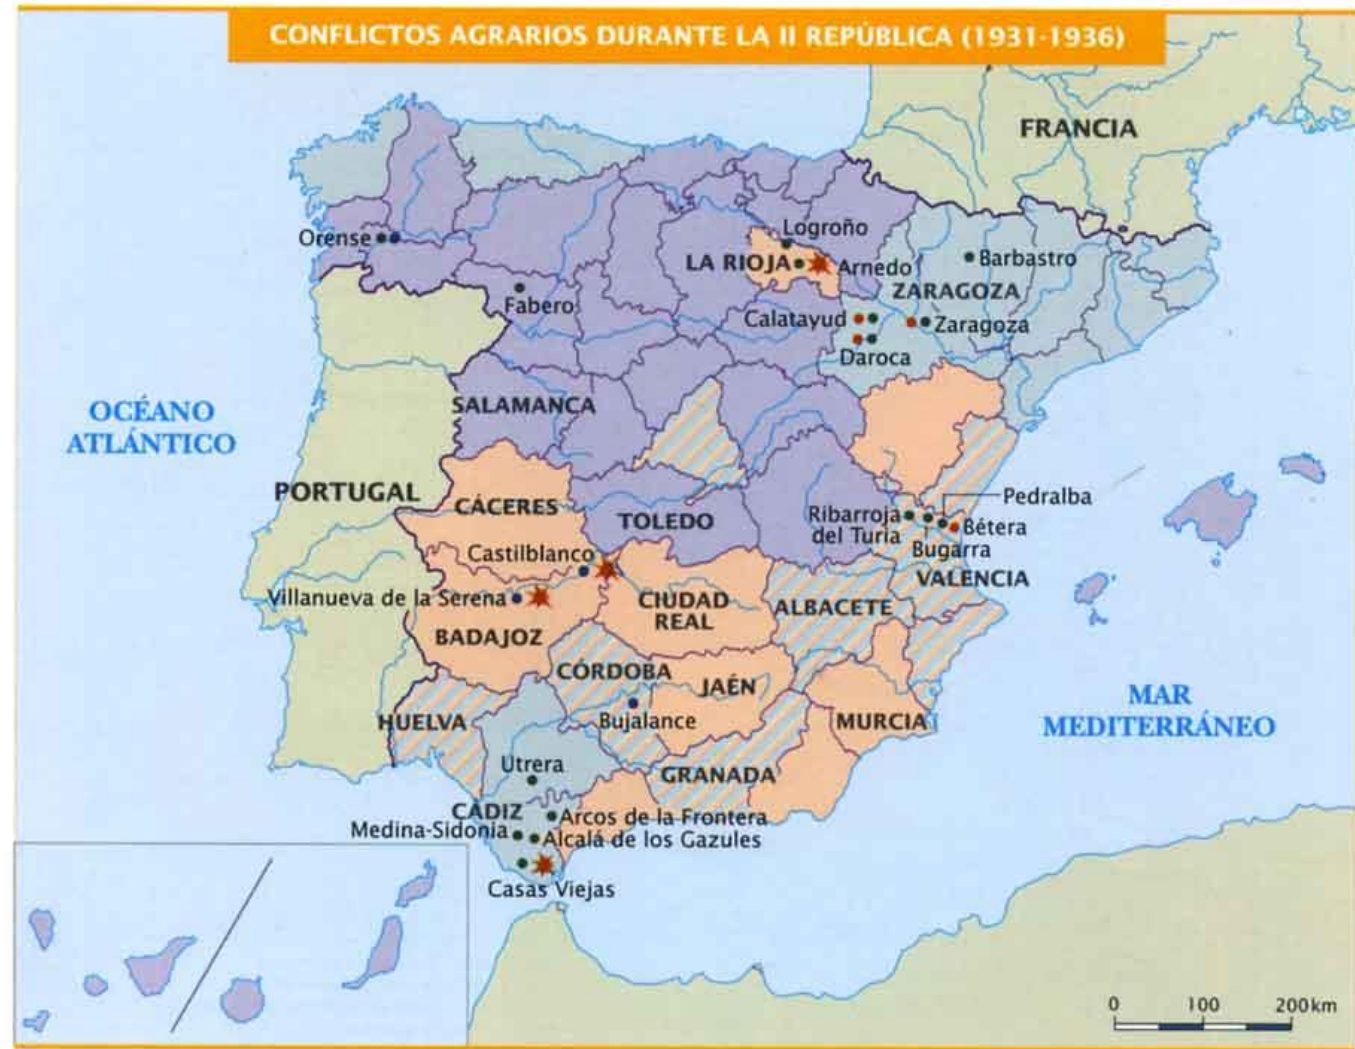 CONFLICTOS AGRARIOS DURANTE LA II REPÚBLICA (1931-1936)
FRANCIA
Logroño
Orense
LA RIOJA
Arnedo
Barbastro
ZARAGOZA
Fabero
Calatayud
Zaragoza
Daroca
OCÉANO
ATLÁNTICO
SALAMANCA
PORTUGAL
CÁCERES
TOLEDO
Pedralba
Ribarroja
del Turia
Bétera
Bugarra
Castilblanco
VALENCIA
Villanueva de la Serena
CIUDAD
REAL
ALBACETE
BADAJOZ
CÓRDOBA
JAÉN
HUELVA
Bujalance
MURCIA
MAR
MEDITERRÁNEO
Utrera
GRANADA
CÁDIZ
Arcos de la Frontera
Medina-Sidonia
Alcalá de los Gazules
Casas Viejas
0 100 200 km